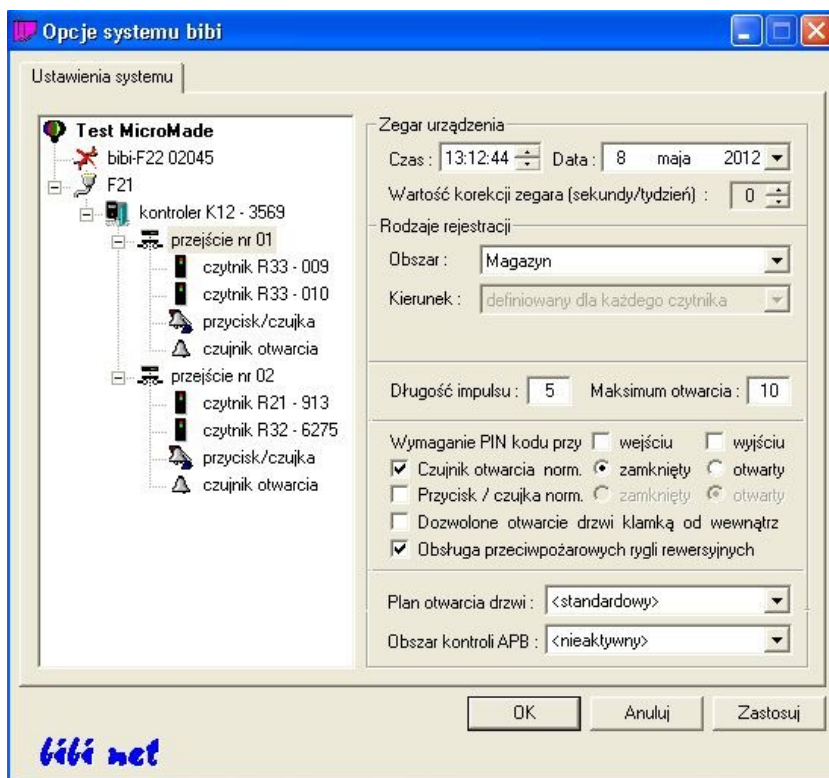 Opcje systemu bibi
Ustawienia systemu
Test MicroMade
bibi-F22 02045
F21
kontroler K12 - 3569
przejście nr 01
czytnik R33 - 009
czytnik R33 - 010
przycisk/czujka
czujnik otwarcia
przejście nr 02
czytnik R21 - 913
czytnik R32 - 6275
przycisk/czujka
czujnik otwarcia
Zegar urządzenia
Czas : 13:12:44 Data : 8 maja 2012
Wartość korekcji zegara (sekundy/tydzień) : 0
Rodzaje rejestracji
Obszar : Magazyn
Kierunek : definiowany dla każdego czytnika
Długość impulsu : 5 Maksimum otwarcia : 10
Wymaganie PIN kodu przy wejściu wyjściu
Czujnik otwarcia norm. zamknięty otwarty
Przycisk / czujka norm. zamknięty otwarty
Dozwolone otwarcie drzwi klamką od wewnątrz
Obsługa przeciwpożarowych rygli rewersyjnych
Plan otwarcia drzwi : <standardowy>
Obszar kontroli APB : <nieaktywny>
OK Anuluj Zastosuj
bibi net